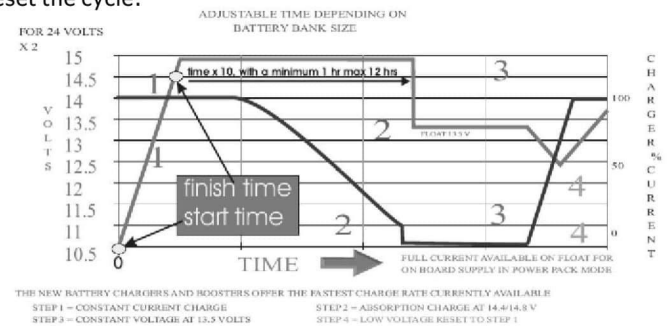 eset the cycle.
ADJUSTABLE TIME DEPENDING ON
BATTERY BANK SIZE
FOR 24 VOLTS
X 2
15
14.5
14
13.5
13
12.5
12
11.5
11
10.5
VOLTS
1
1
time x 10, with a minimum 1 hr max 12 hrs
3
2
FLOAT 13.5 V
finish time
start time
2
3
4
4
100
50
0
CHARGER % CURRENT
0
TIME
FULL CURRENT AVAILABLE ON FLOAT FOR
ON BOARD SUPPLY IN POWER PACK MODE
THE NEW BATTERY CHARGERS AND BOOSTERS OFFER THE FASTEST CHARGE RATE CURRENTLY AVAILABLE
STEP 1 = CONSTANT CURRENT CHARGE
STEP 2 = ABSORPTION CHARGE AT 14.4/14.8 V
STEP 3 = CONSTANT VOLTAGE AT 13.5 VOLTS
STEP 4 = LOW VOLTAGE RESET TO STEP 1